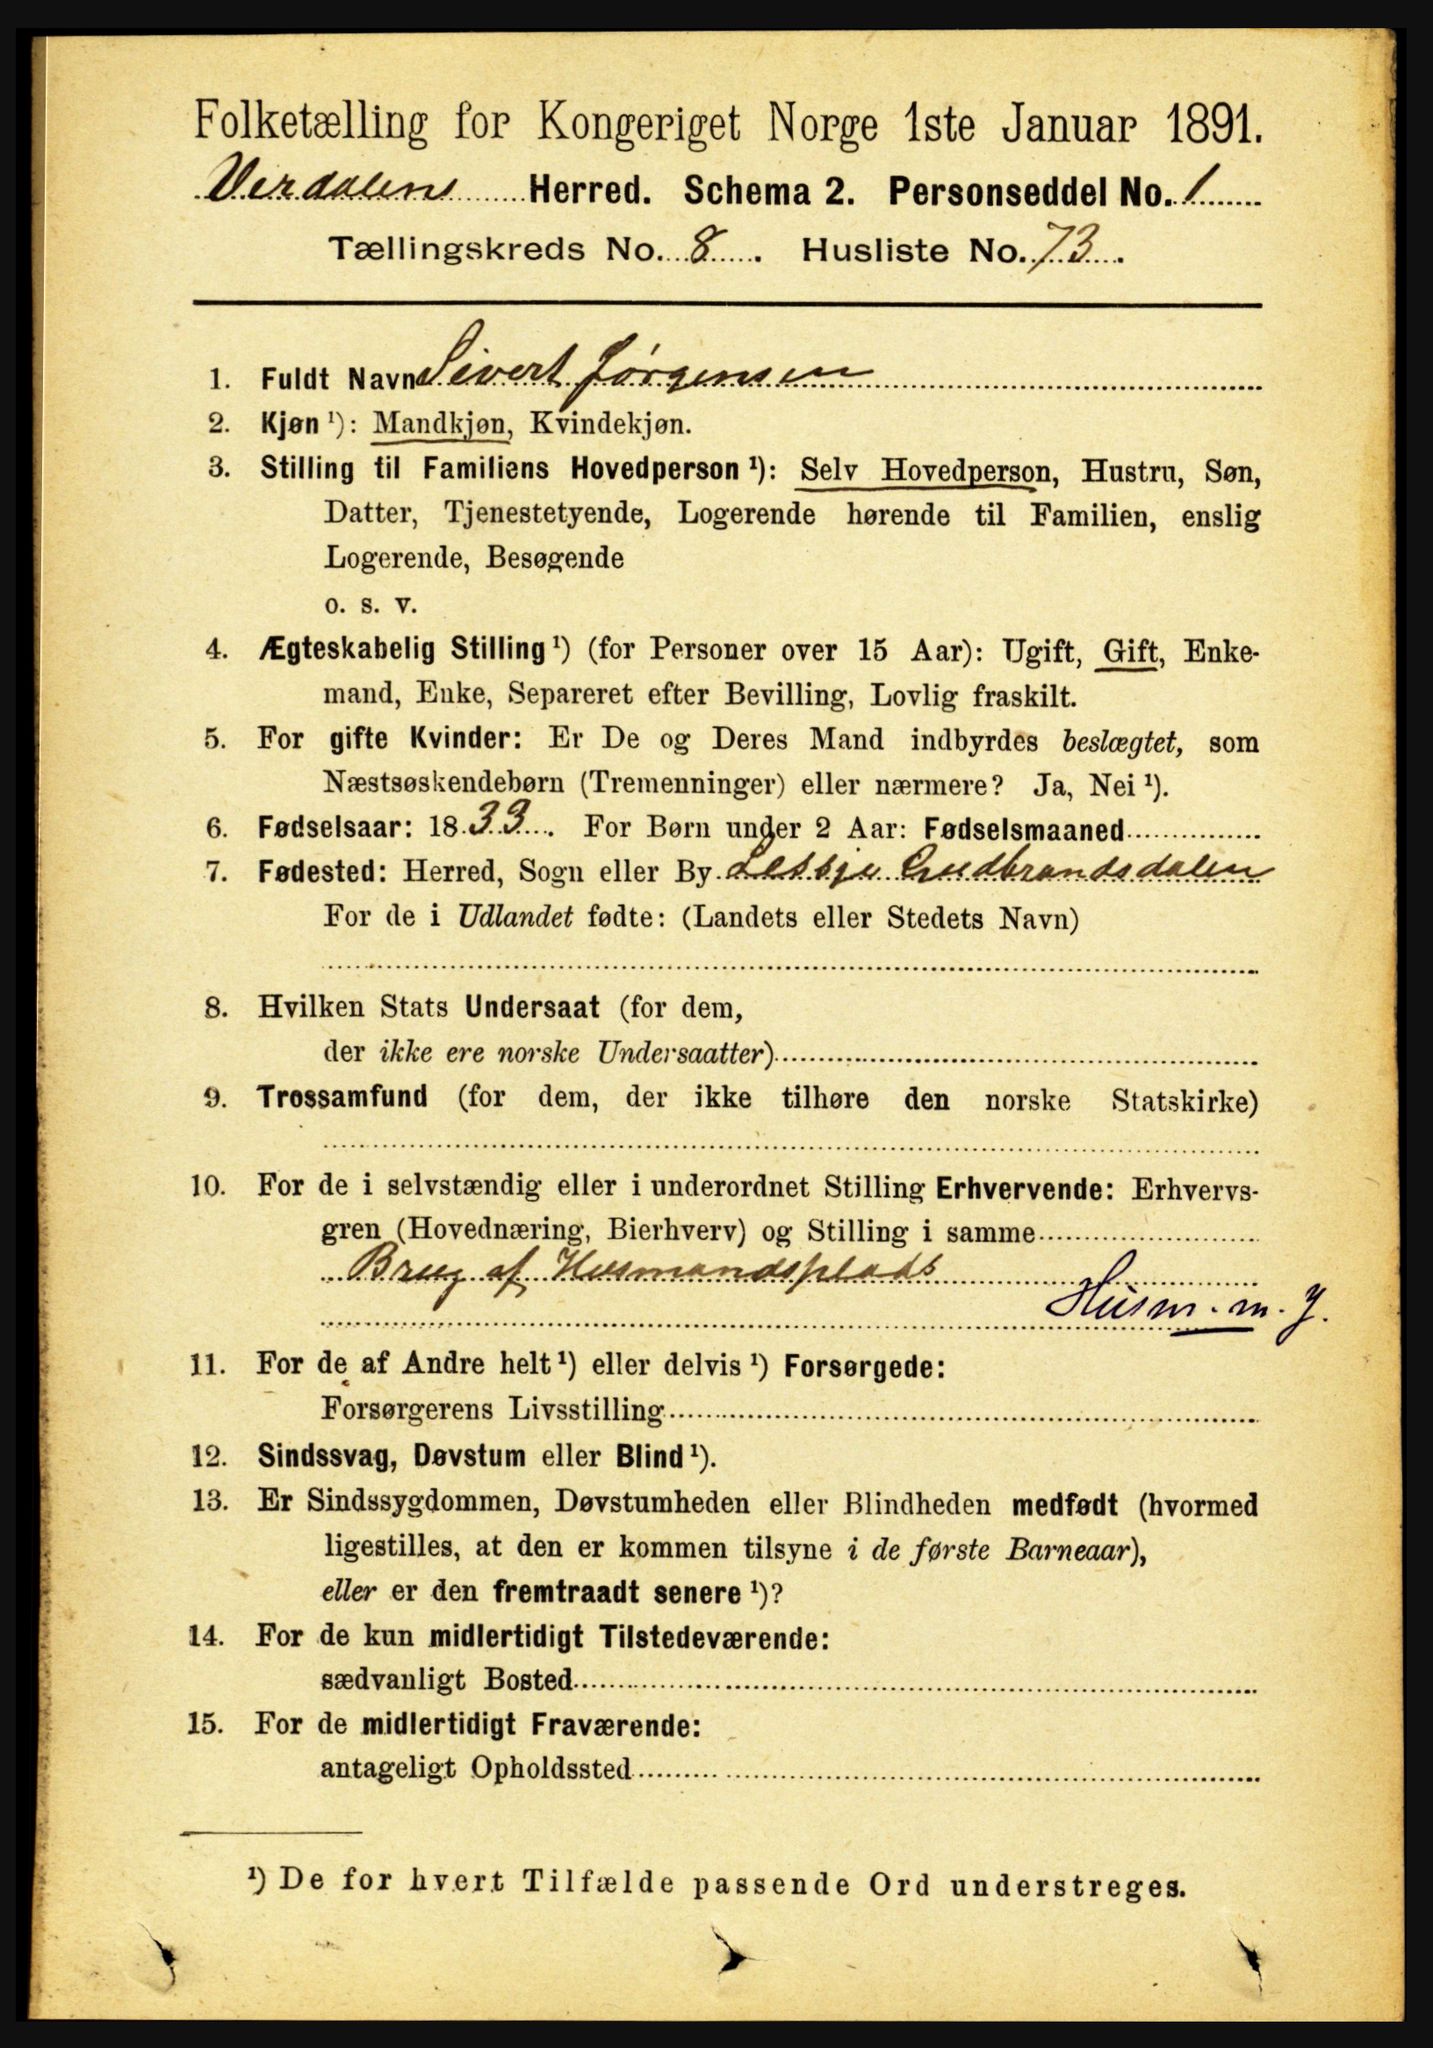 Folketælling for Kongeriget Norge 1ste Januar 1891.
Verdalens Herred. Schema 2. Personseddel No. 1
Tællingskreds No. 8. Husliste No. 73.
1. Fuldt Navn Sivert Jørgensen
2. Kjøn ¹): Mandkjøn, Kvindekjøn.
3. Stilling til Familiens Hovedperson ¹): Selv Hovedperson, Hustru, Søn,
Datter, Tjenestetyende, Logerende hørende til Familien, enslig
Logerende, Besøgende
o. s. v.
4. Ægteskabelig Stilling ¹) (for Personer over 15 Aar): Ugift, Gift, Enke-
mand, Enke, Separeret efter Bevilling, Lovlig fraskilt.
5. For gifte Kvinder: Er De og Deres Mand indbyrdes beslægtet, som
Næstsøskendebørn (Tremenninger) eller nærmere? Ja, Nei ¹).
6. Fødselsaar: 1833. For Børn under 2 Aar: Fødselsmaaned
7. Fødested: Herred, Sogn eller By Lessje Gudbrandsdalen
For de i Udlandet fødte: (Landets eller Stedets Navn)
8. Hvilken Stats Undersaat (for dem,
der ikke ere norske Undersaatter)
9. Trossamfund (for dem, der ikke tilhøre den norske Statskirke)
10. For de i selvstændig eller i underordnet Stilling Erhvervende: Erhvervs-
gren (Hovednæring, Bierhverv) og Stilling i samme
Brug af Husmandsplads
Husm. m. J.
11. For de af Andre helt ¹) eller delvis ¹) Forsørgede:
Forsørgerens Livsstilling
12. Sindssvag, Døvstum eller Blind ¹).
13. Er Sindssygdommen, Døvstumheden eller Blindheden medfødt (hvormed
ligestilles, at den er kommen tilsyne i de første Barneaar),
eller er den fremtraadt senere ¹)?
14. For de kun midlertidigt Tilstedeværende:
sædvanligt Bosted
15. For de midlertidigt Fraværende:
antageligt Opholdssted
¹) De for hvert Tilfælde passende Ord understreges.